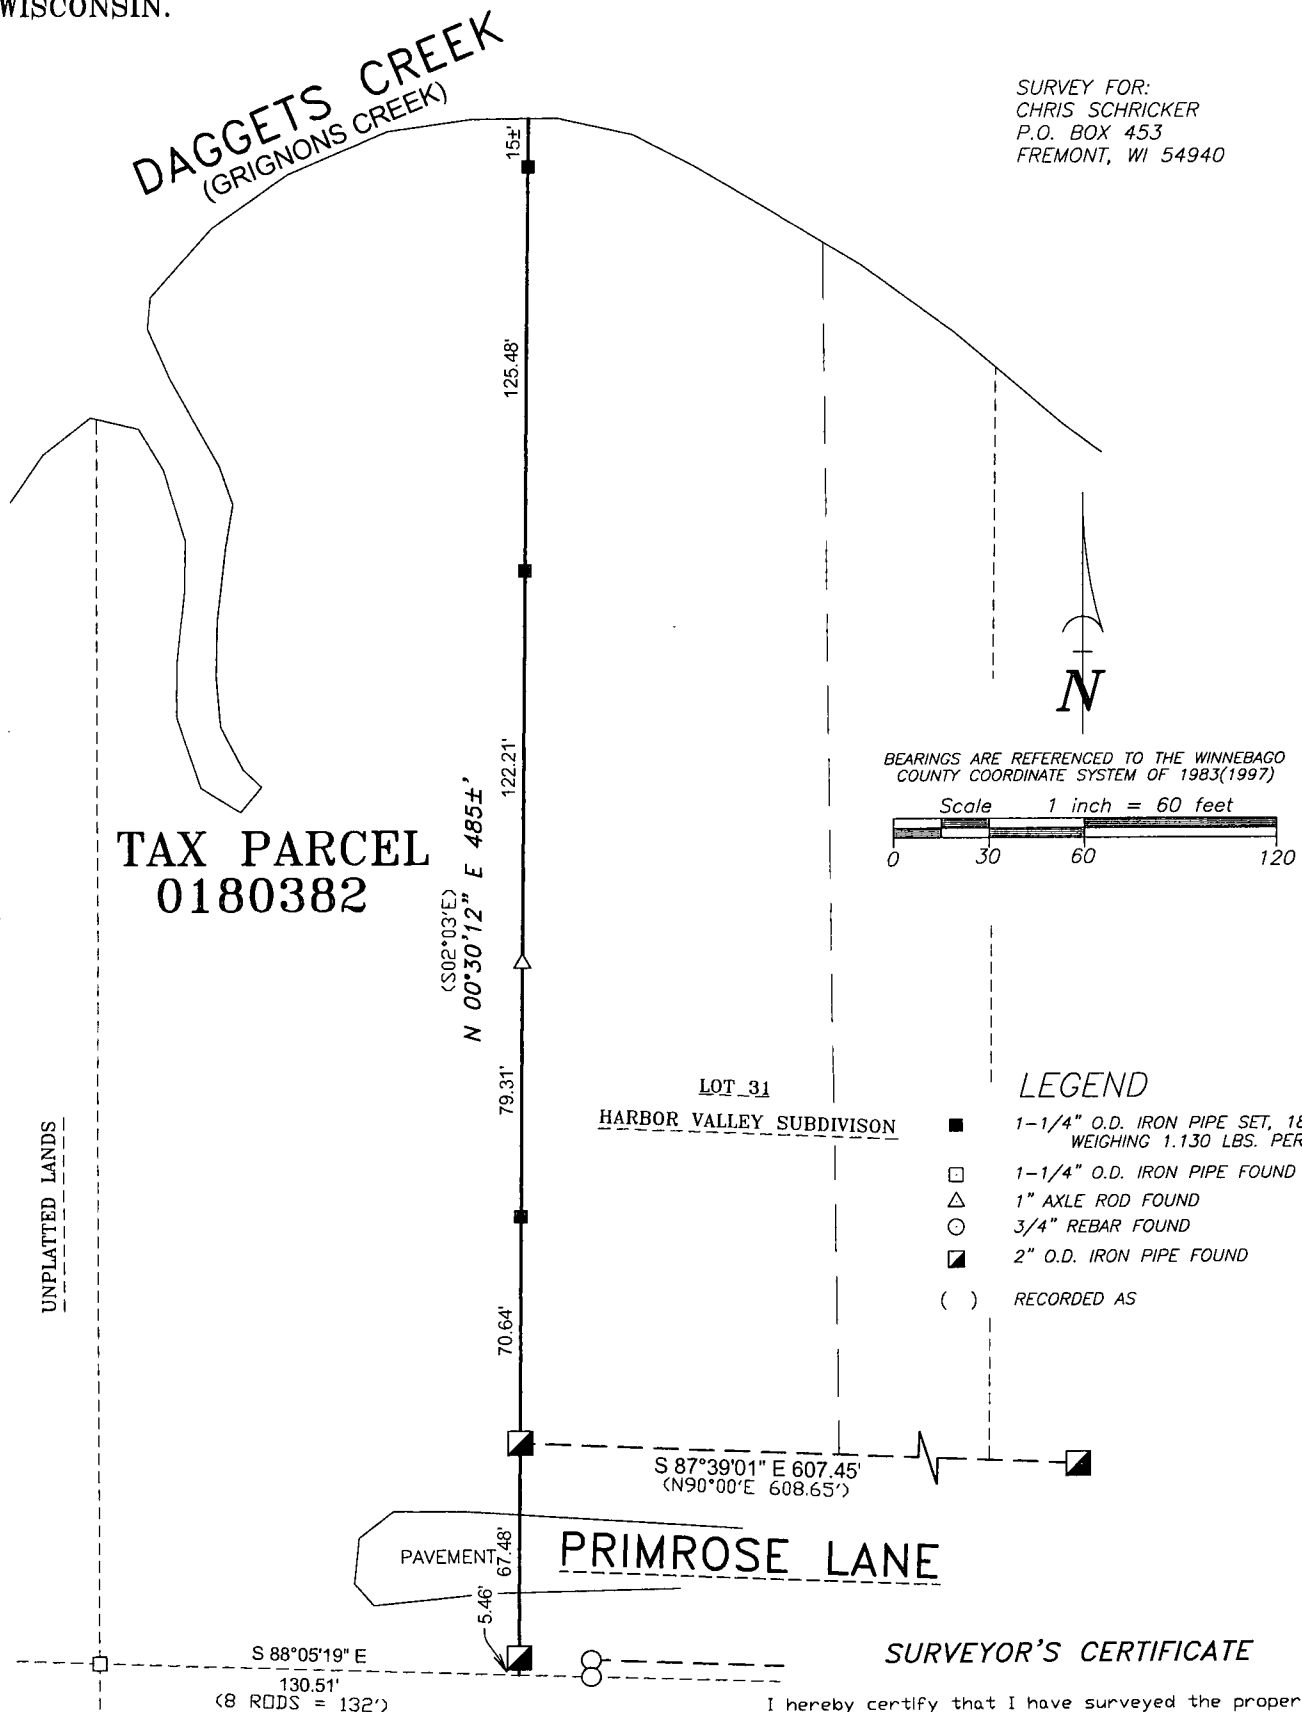 WISCONSIN.
DAGGETS CREEK
(GRIGNONS CREEK)
SURVEY FOR:
CHRIS SCHRICKER
P.O. BOX 453
FREMONT, WI 54940
15±'
125.48'
122.21'
N 00°30'12" E 485±'
(S02°03'E)
TAX PARCEL
0180382
N
BEARINGS ARE REFERENCED TO THE WINNEBAGO
COUNTY COORDINATE SYSTEM OF 1983(1997)
Scale 1 inch = 60 feet
0 30 60 120
79.31'
LOT 31
HARBOR VALLEY SUBDIVISON
UNPLATTED LANDS
LEGEND
1-1/4" O.D. IRON PIPE SET, 18
WEIGHING 1.130 LBS. PER
1-1/4" O.D. IRON PIPE FOUND
1" AXLE ROD FOUND
3/4" REBAR FOUND
2" O.D. IRON PIPE FOUND
( ) RECORDED AS
70.64'
S 87°39'01" E 607.45'
(N90°00'E 608.65')
PAVEMENT
67.48'
PRIMROSE LANE
5.46'
S 88°05'19" E
130.51'
(8 RODS = 132')
SURVEYOR'S CERTIFICATE
I hereby certify that I have surveyed the proper